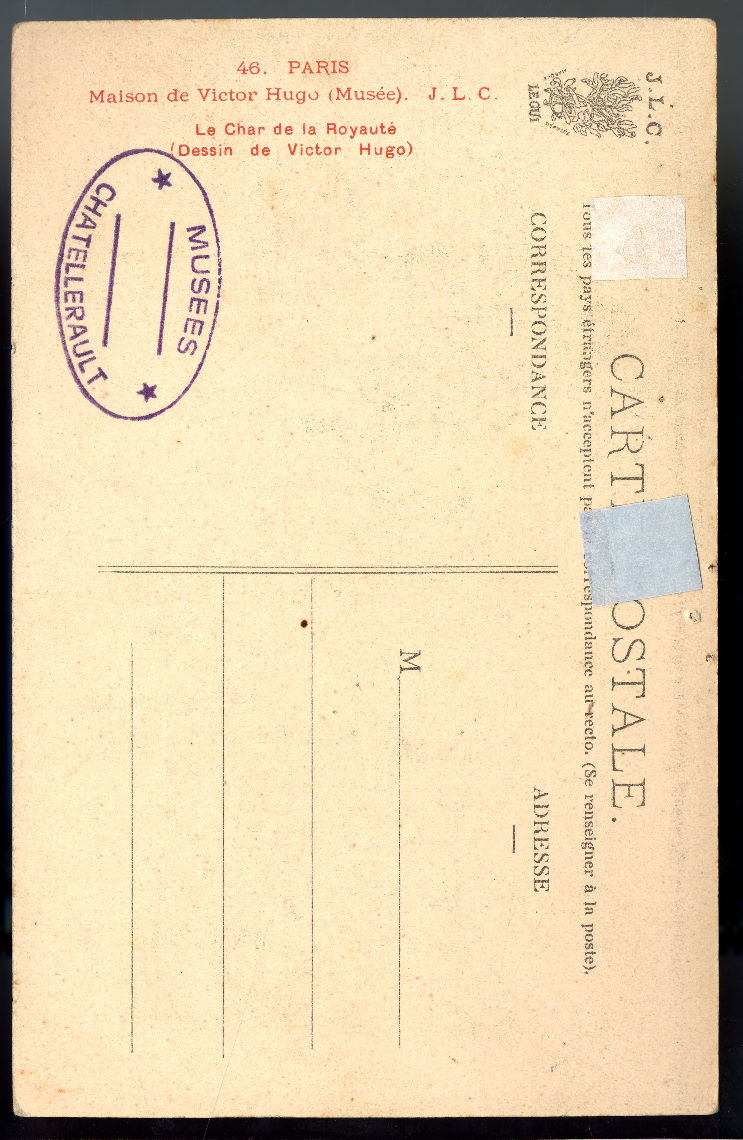 46. PARIS
Maison de Victor Hugo (Musée). J. L. C.
Le Char de la Royauté
(Dessin de Victor Hugo)
J. L. C.
MUSEES
CHATELLERAULT
CART OSTALE.
Tous les pays étrangers n'acceptent correspondance au recto. (Se renseigner à la poste).
CORRESPONDANCE
ADRESSE
M